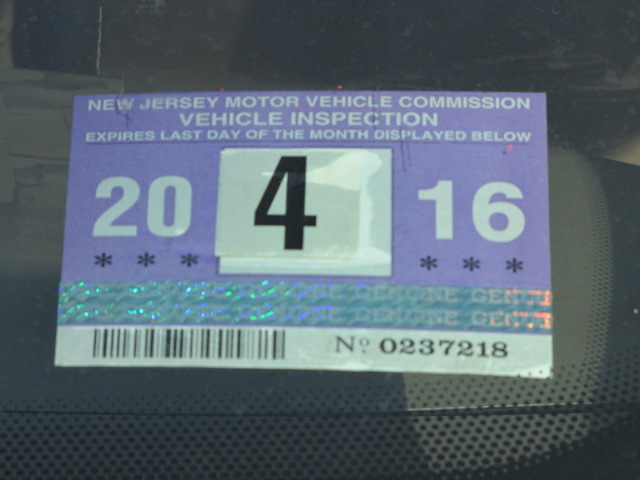 NEW JERSEY MOTOR VEHICLE COMMISSION
VEHICLE INSPECTION
EXPIRES LAST DAY OF THE MONTH DISPLAYED BELOW
20 4 16
* * * * * *
GENUINE
No 0237218